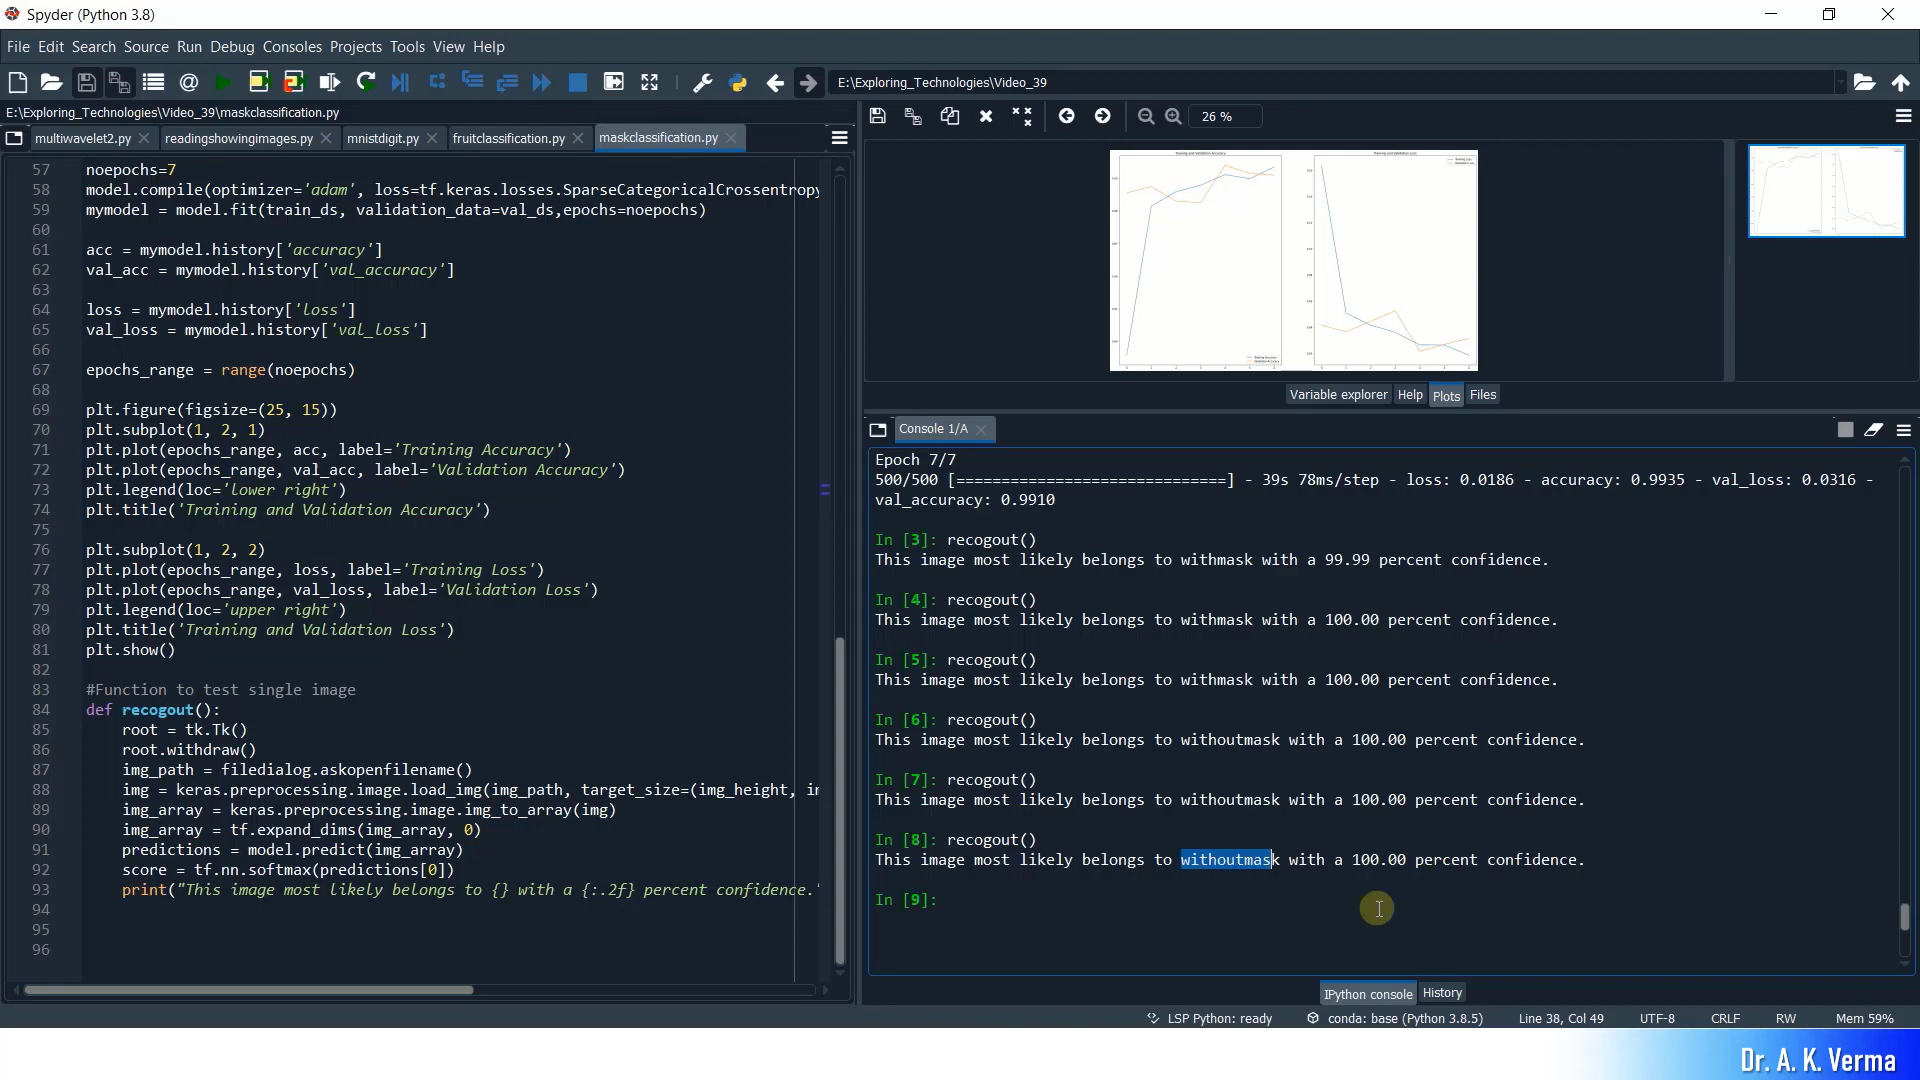 Spyder (Python 3.8)
File Edit Search Source Run Debug Consoles Projects Tools View Help
E:\Exploring_Technologies\Video_39
E:\Exploring_Technologies\Video_39\maskclassification.py
multiwavelet2.py readingshowingimages.py mnistdigit.py fruitclassification.py maskclassification.py
57 noepochs=7
58 model.compile(optimizer='adam', loss=tf.keras.losses.SparseCategoricalCrossentropy
59 mymodel = model.fit(train_ds, validation_data=val_ds,epochs=noepochs)
60
61 acc = mymodel.history['accuracy']
62 val_acc = mymodel.history['val_accuracy']
63
64 loss = mymodel.history['loss']
65 val_loss = mymodel.history['val_loss']
66
67 epochs_range = range(noepochs)
68
69 plt.figure(figsize=(25, 15))
70 plt.subplot(1, 2, 1)
71 plt.plot(epochs_range, acc, label='Training Accuracy')
72 plt.plot(epochs_range, val_acc, label='Validation Accuracy')
73 plt.legend(loc='lower right')
74 plt.title('Training and Validation Accuracy')
75
76 plt.subplot(1, 2, 2)
77 plt.plot(epochs_range, loss, label='Training Loss')
78 plt.plot(epochs_range, val_loss, label='Validation Loss')
79 plt.legend(loc='upper right')
80 plt.title('Training and Validation Loss')
81 plt.show()
82
83 #Function to test single image
84 def recogout():
85 root = tk.Tk()
86 root.withdraw()
87 img_path = filedialog.askopenfilename()
88 img = keras.preprocessing.image.load_img(img_path, target_size=(img_height, i
89 img_array = keras.preprocessing.image.img_to_array(img)
90 img_array = tf.expand_dims(img_array, 0)
91 predictions = model.predict(img_array)
92 score = tf.nn.softmax(predictions[0])
93 print("This image most likely belongs to {} with a {:.2f} percent confidence."
94
95
96
26 %
Training and Validation Accuracy
Training and Validation Loss
Variable explorer Help Plots Files
Console 1/A
Epoch 7/7
500/500 [==============================] - 39s 78ms/step - loss: 0.0186 - accuracy: 0.9935 - val_loss: 0.0316 -
val_accuracy: 0.9910
In [3]: recogout()
This image most likely belongs to withmask with a 99.99 percent confidence.
In [4]: recogout()
This image most likely belongs to withmask with a 100.00 percent confidence.
In [5]: recogout()
This image most likely belongs to withmask with a 100.00 percent confidence.
In [6]: recogout()
This image most likely belongs to withoutmask with a 100.00 percent confidence.
In [7]: recogout()
This image most likely belongs to withoutmask with a 100.00 percent confidence.
In [8]: recogout()
This image most likely belongs to withoutmask with a 100.00 percent confidence.
In [9]:
IPython console History
LSP Python: ready conda: base (Python 3.8.5) Line 38, Col 49 UTF-8 CRLF RW Mem 59%
Dr. A. K. Verma